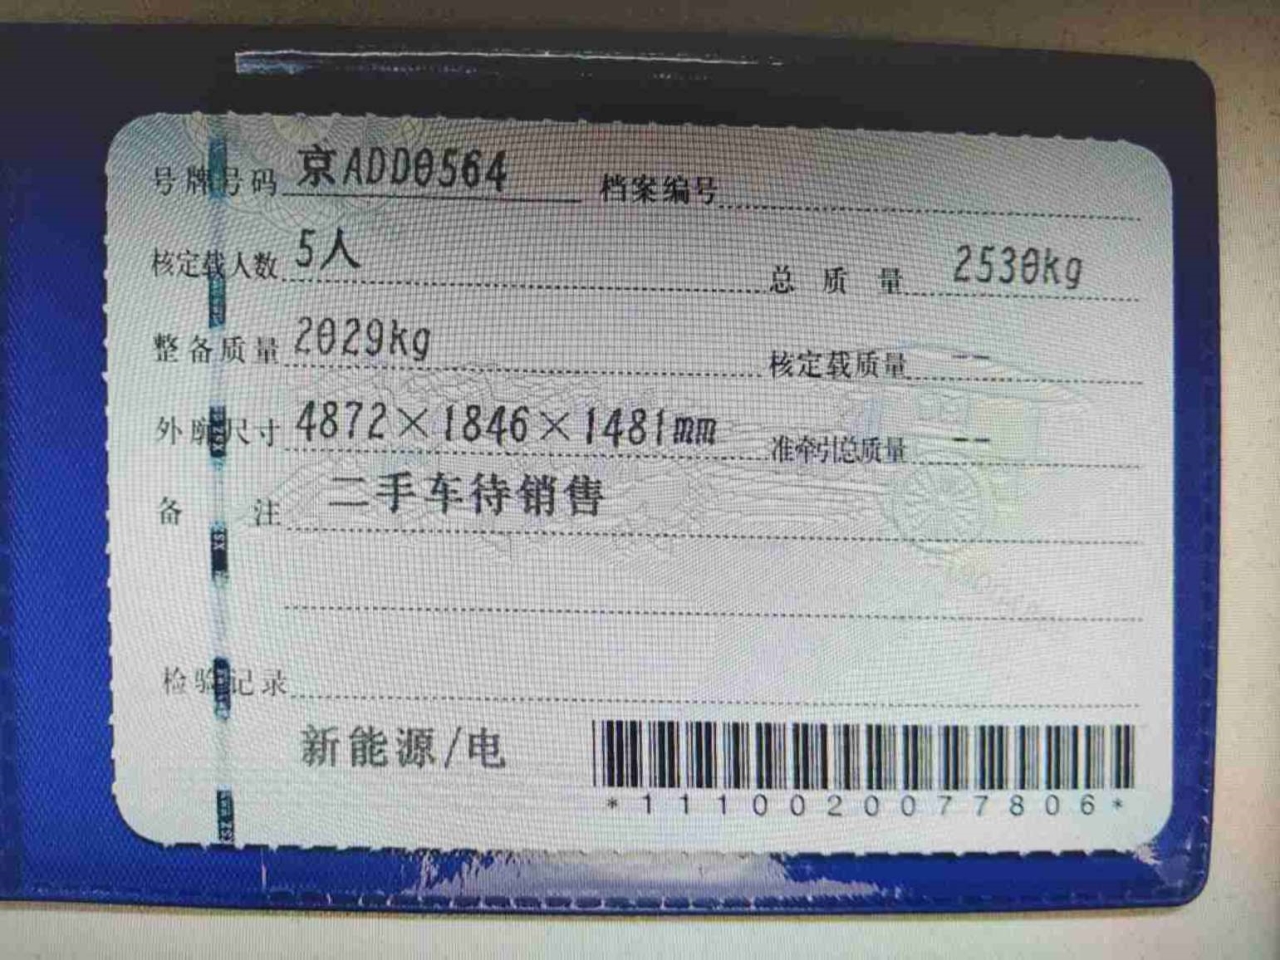 号牌号码 京ADD0564 档案编号
核定载人数 5人 总质量 2530kg
整备质量 2029kg 核定载质量 --
外廓尺寸 4872×1846×1481mm 准牵引总质量 --
备注 二手车待销售
检验记录
新能源/电
*1110020077806*